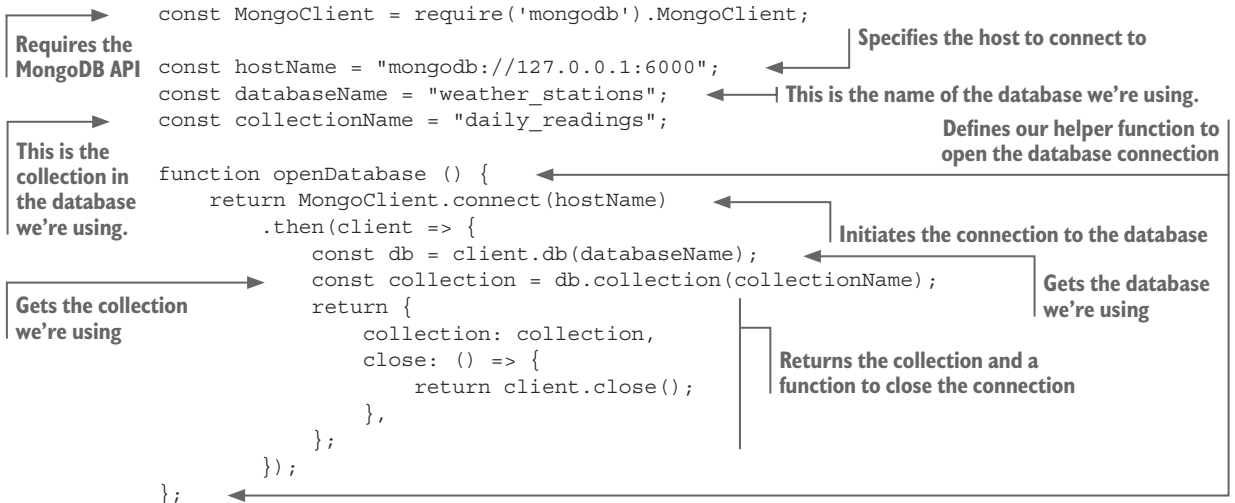 const MongoClient = require('mongodb').MongoClient;
Requires the
MongoDB API
Specifies the host to connect to
const hostName = "mongodb://127.0.0.1:6000";
const databaseName = "weather_stations";
This is the name of the database we're using.
const collectionName = "daily_readings";
This is the
collection in
the database
we're using.
Defines our helper function to
open the database connection
function openDatabase () {
return MongoClient.connect(hostName)
Initiates the connection to the database
.then(client => {
const db = client.db(databaseName);
Gets the database
we're using
const collection = db.collection(collectionName);
Gets the collection
we're using
return {
collection: collection,
close: () => {
return client.close();
},
};
Returns the collection and a
function to close the connection
});
};